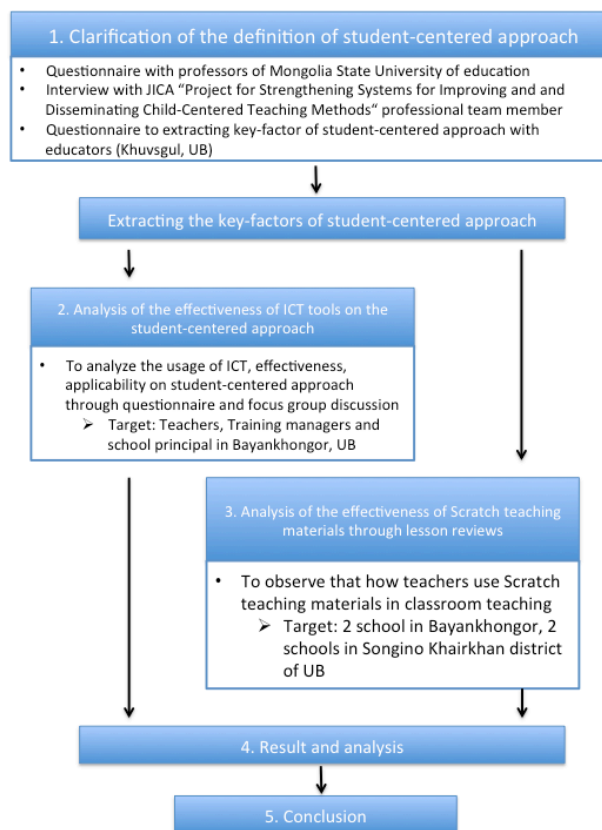 1. Clarification of the definition of student-centered approach
• Questionnaire with professors of Mongolia State University of education
• Interview with JICA “Project for Strengthening Systems for Improving and and
Disseminating Child-Centered Teaching Methods“ professional team member
• Questionnaire to extracting key-factor of student-centered approach with
educators (Khuvsgul, UB)
Extracting the key-factors of student-centered approach
2. Analysis of the effectiveness of ICT tools on the
student-centered approach
• To analyze the usage of ICT, effectiveness,
applicability on student-centered approach
through questionnaire and focus group discussion
➢ Target: Teachers, Training managers and
school principal in Bayankhongor, UB
3. Analysis of the effectiveness of Scratch teaching
materials through lesson reviews
• To observe that how teachers use Scratch
teaching materials in classroom teaching
➢ Target: 2 school in Bayankhongor, 2
schools in Songino Khairkhan district
of UB
4. Result and analysis
5. Conclusion